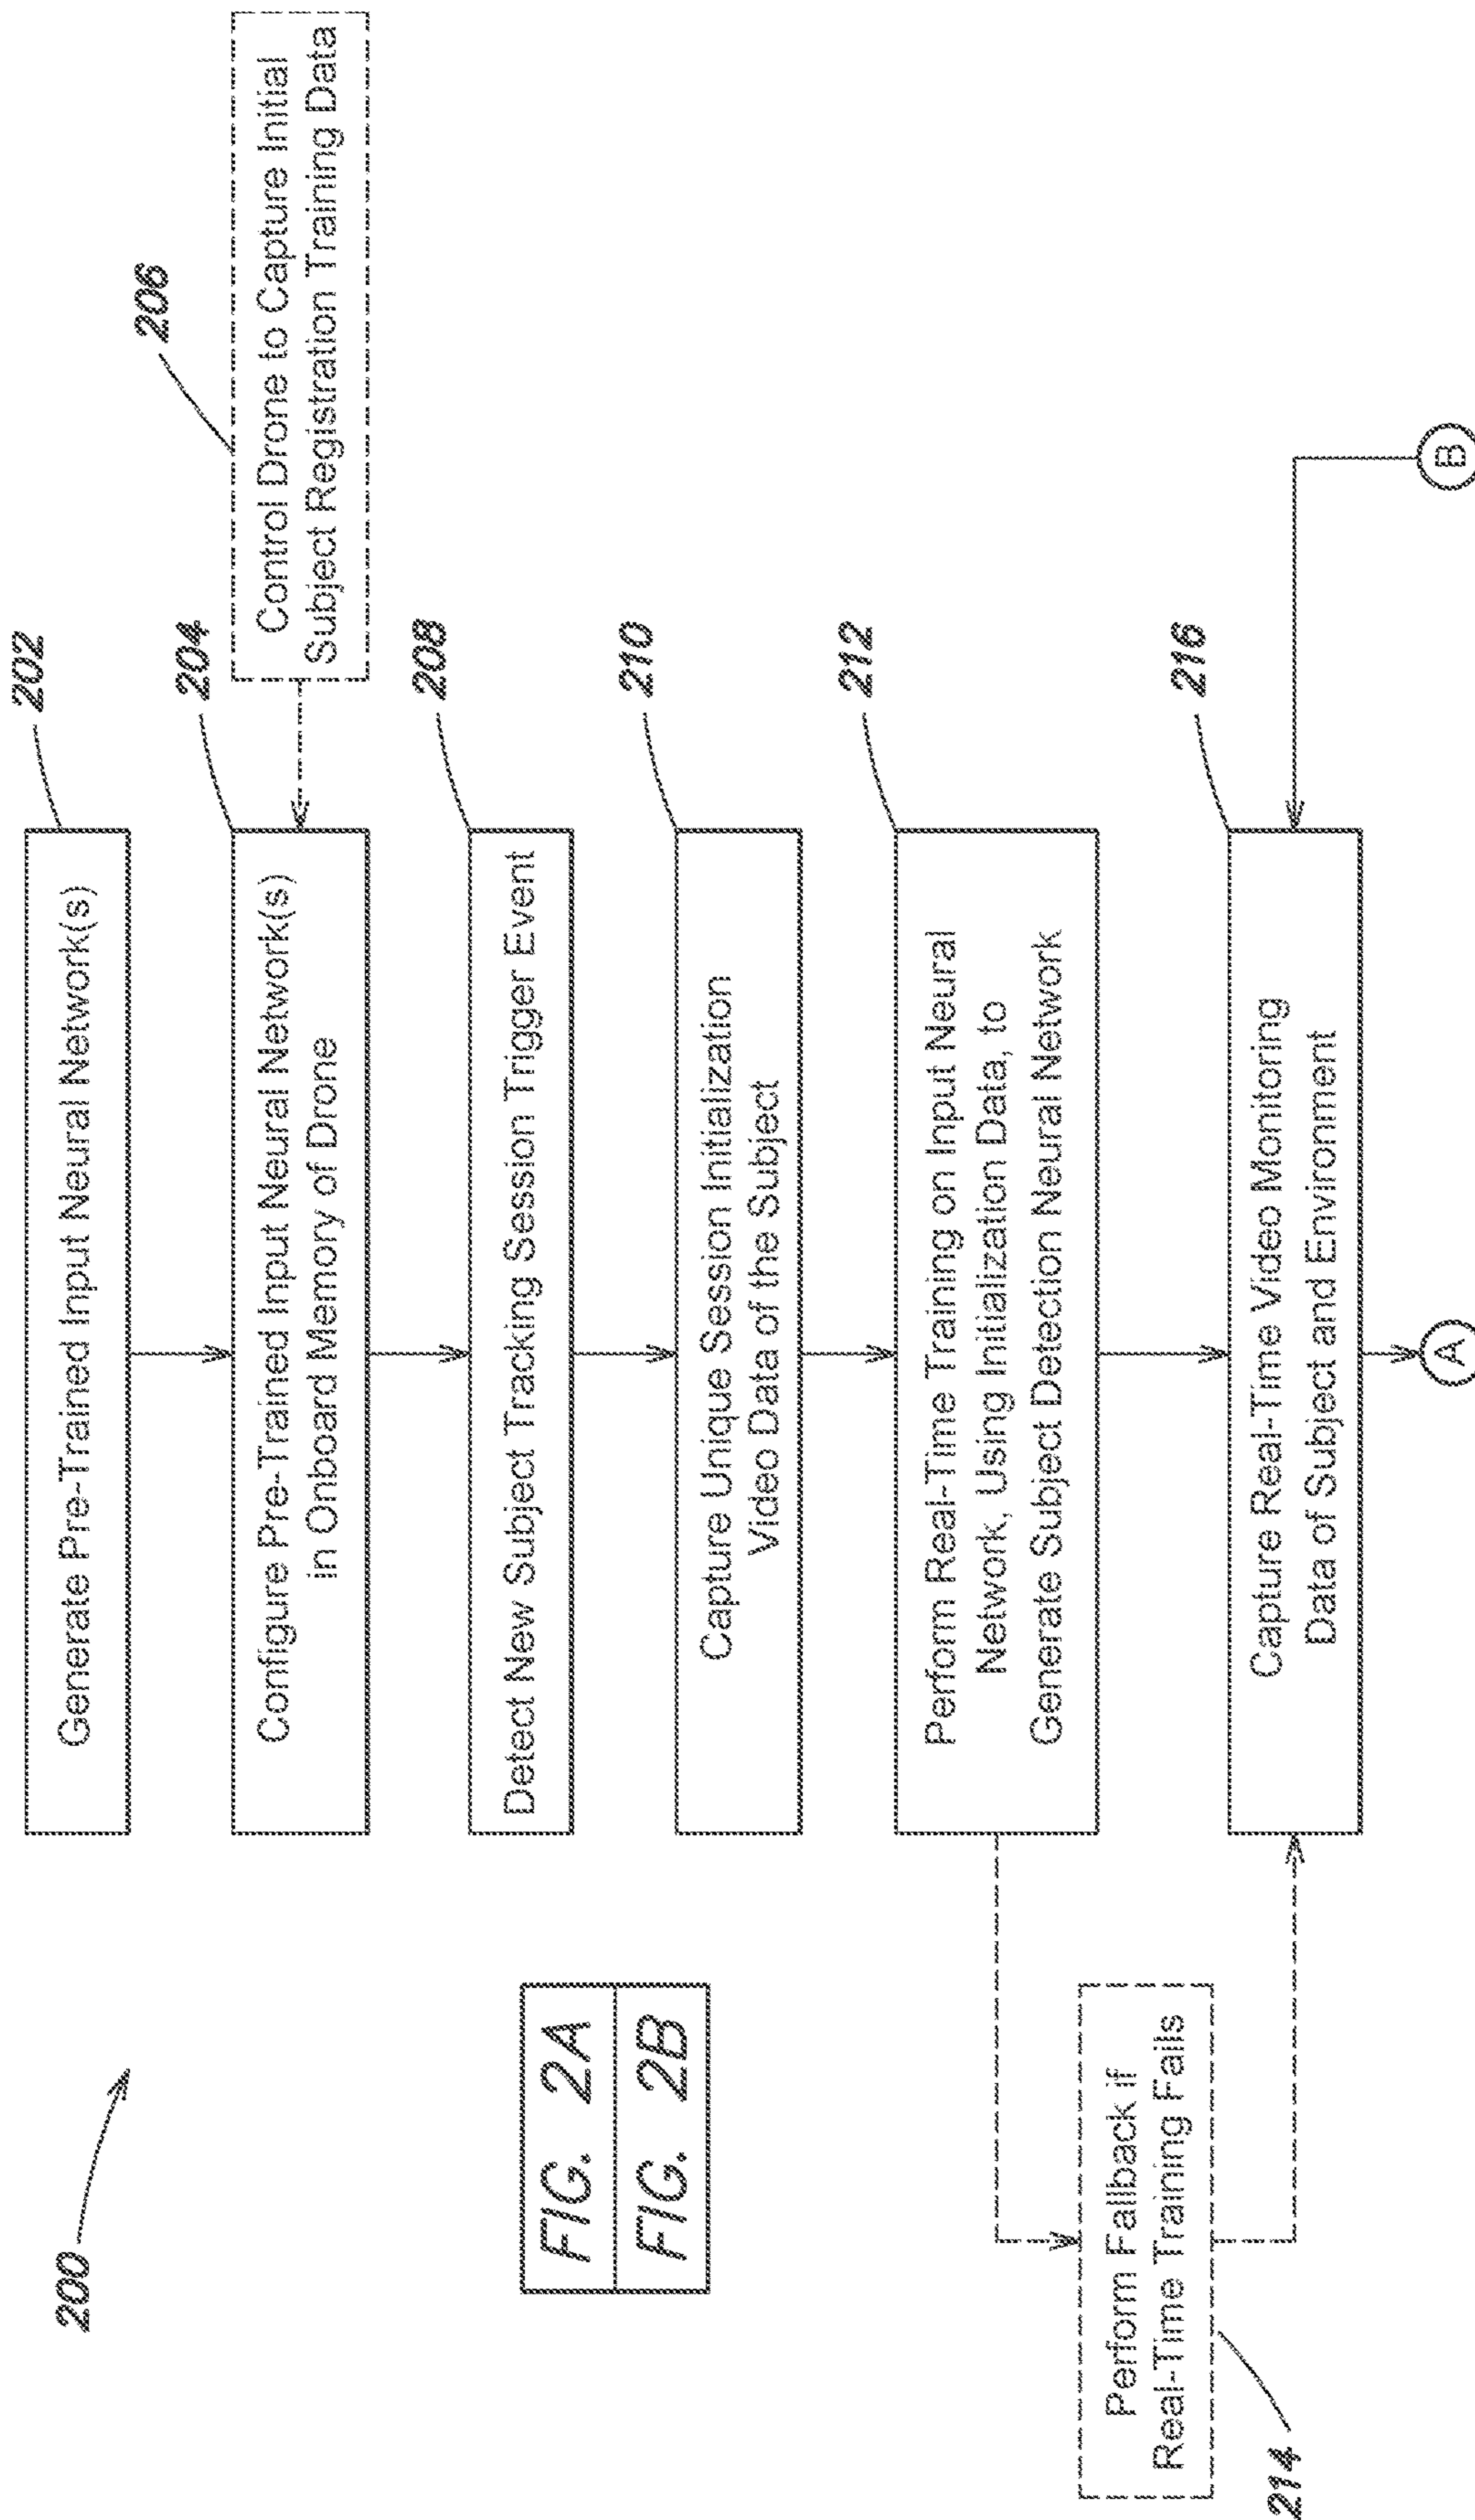 200
202
Generate Pre-Trained Input Neural Network(s)
204
Configure Pre-Trained Input Neural Network(s)
in Onboard Memory of Drone
206
Control Drone to Capture Initial
Subject Registration Training Data
208
Detect New Subject Tracking Session Trigger Event
FIG. 2A
FIG. 2B
210
Capture Unique Session Initialization
Video Data of the Subject
212
Perform Real-Time Training on Input Neural
Network, Using Initialization Data, to
Generate Subject Detection Neural Network
Perform Fallback if
Real-Time Training Fails
214
216
Capture Real-Time Video Monitoring
Data of Subject and Environment
A
B